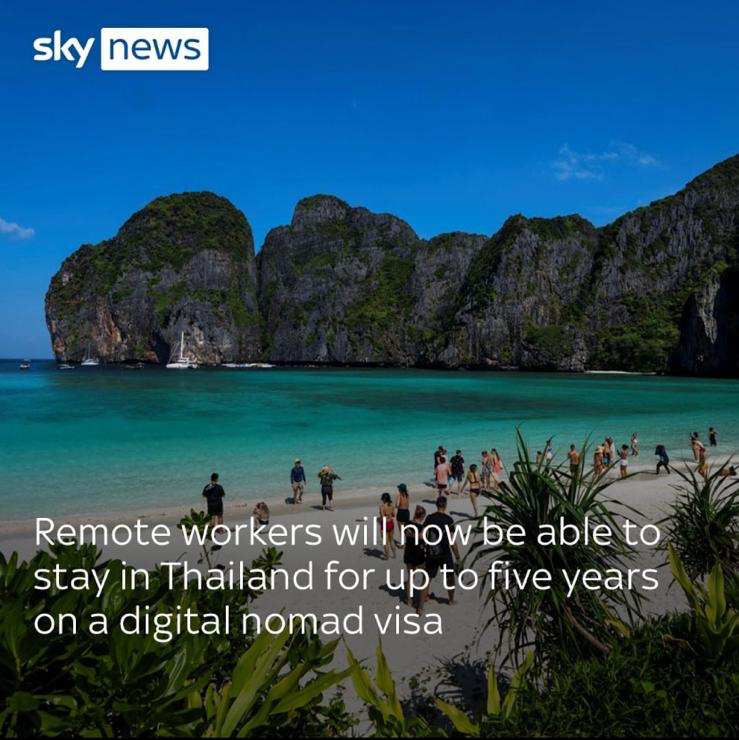 sky news
Remote workers will now be able to
stay in Thailand for up to five years
on a digital nomad visa